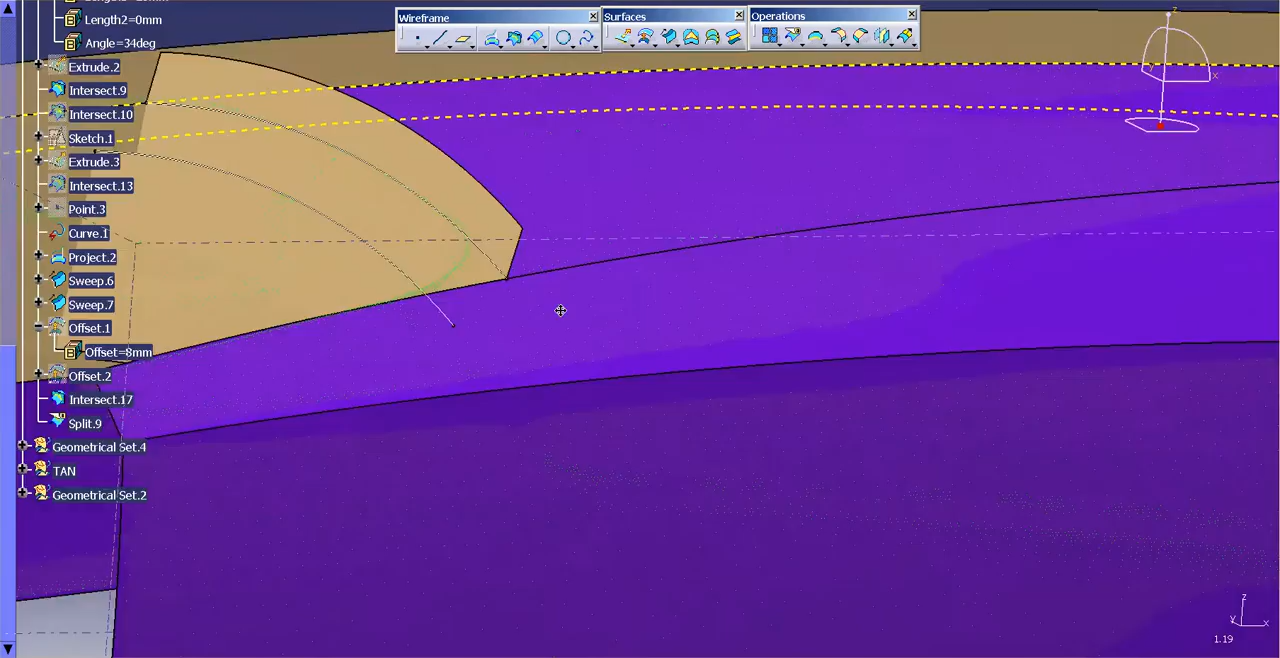 Length2=0mm
Angle=34deg
Wireframe
Surfaces
Operations
Extrude.2
Intersect.9
Intersect.10
Sketch.1
Extrude.3
Intersect.13
Point.3
Curve.1
Project.2
Sweep.6
Sweep.7
Offset.1
Offset=8mm
Offset.2
Intersect.17
Split.9
Geometrical Set.4
TAN
Geometrical Set.2
z
x
z
y
x
1.19